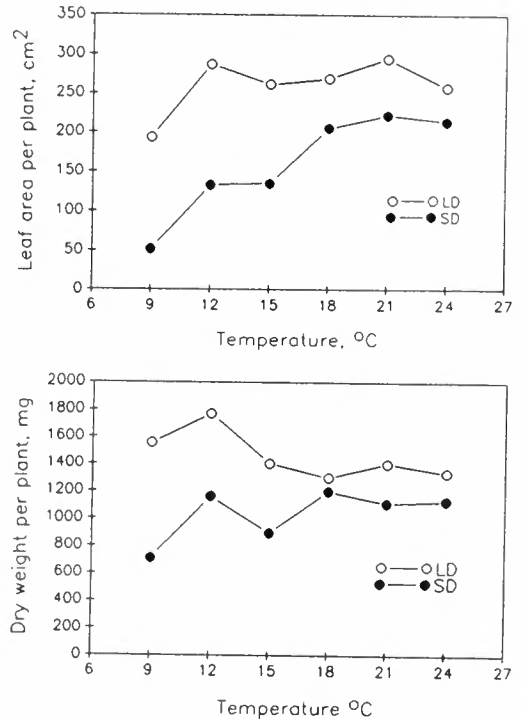 350
300
250
200
150
100
50
0
Leaf area per plant, cm²
LD
SD
6 9 12 15 18 21 24 27
Temperature, °C
2000
1800
1600
1400
1200
1000
800
600
400
200
0
Dry weight per plant, mg
LD
SD
6 9 12 15 18 21 24 27
Temperature °C